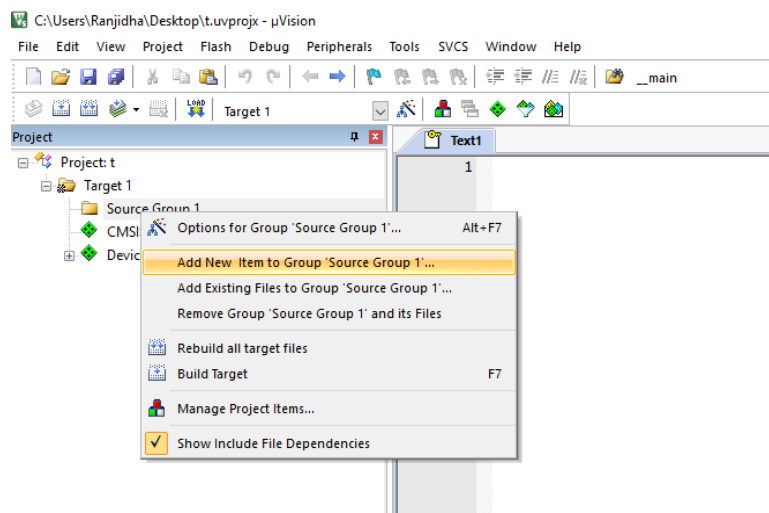 C:\Users\Ranjidha\Desktop\t.uvprojx - µVision
File Edit View Project Flash Debug Peripherals Tools SVCS Window Help
__main
LOAD Target 1
Project
Text1
Project: t
1
Target 1
Source Group 1
CMSI
Devic
Options for Group 'Source Group 1'... Alt+F7
Add New Item to Group 'Source Group 1'...
Add Existing Files to Group 'Source Group 1'...
Remove Group 'Source Group 1' and its Files
Rebuild all target files
Build Target F7
Manage Project Items...
Show Include File Dependencies